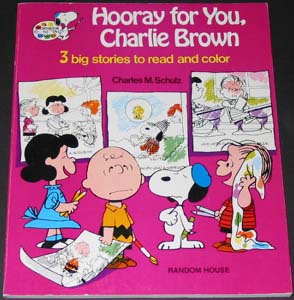 Hooray for You,
Charlie Brown
3 big stories to read and color
Charles M. Schulz
RANDOM HOUSE